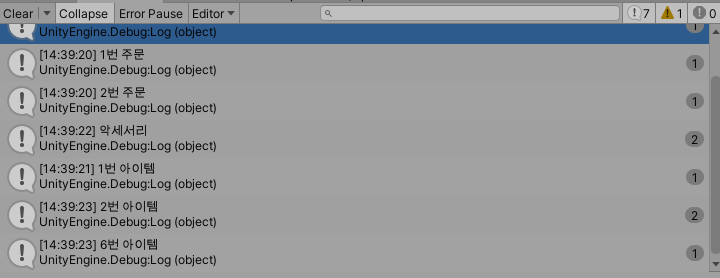 Clear
Collapse
Error Pause
Editor
7
1
0
UnityEngine.Debug:Log (object)
1
[14:39:20] 1번 주문
UnityEngine.Debug:Log (object)
1
[14:39:20] 2번 주문
UnityEngine.Debug:Log (object)
1
[14:39:22] 악세서리
UnityEngine.Debug:Log (object)
2
[14:39:21] 1번 아이템
UnityEngine.Debug:Log (object)
1
[14:39:23] 2번 아이템
UnityEngine.Debug:Log (object)
2
[14:39:23] 6번 아이템
UnityEngine.Debug:Log (object)
1